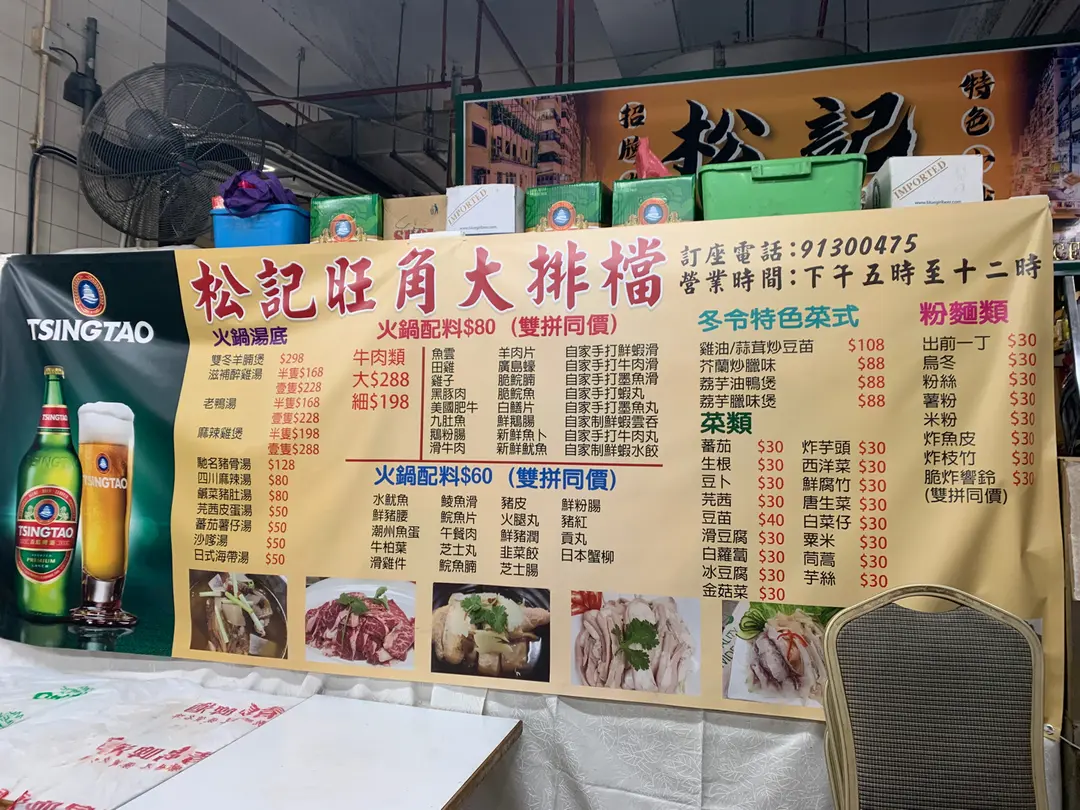 特色
招
松記
IMPORTED
IMPORTED
松記旺角大排檔
訂座電話:91300475
營業時間:下午五時至十二時
TSINGTAO
TSINGTAO
TSINGTAO
TSINGTAO
PREMIUM
火鍋湯底
雙冬羊腩煲 $298
滋補醉雞湯 半隻$168
壹隻$228
老鴨湯 半隻$168
壹隻$228
麻辣雞煲 半隻$198
壹隻$288
馳名豬骨湯 $128
四川麻辣湯 $80
鹹菜豬肚湯 $80
芫茜皮蛋湯 $50
蕃茄薯仔湯 $50
沙嗲湯 $50
日式海帶湯 $50
火鍋配料$80 (雙拼同價)
牛肉類
大$288
細$198
魚雲 羊肉片 自家手打鮮蝦滑
田雞 廣島蠔 自家手打牛肉滑
雞子 脆鯇腩 自家手打墨魚滑
黑豚肉 脆鯇魚 自家手打蝦丸
美國肥牛 白鱔片 自家手打墨魚丸
九肚魚 鮮鵝腸 自家制鮮蝦雲吞
鵝粉腸 新鮮魚卜 自家手打牛肉丸
滑牛肉 新鮮魷魚 自家制鮮蝦水餃
火鍋配料$60 (雙拼同價)
水魷魚 鯪魚滑 豬皮 鮮粉腸
鮮豬腰 鯇魚片 火腿丸 豬紅
潮州魚蛋 午餐肉 鮮豬潤 貢丸
牛柏葉 芝士丸 韭菜餃 日本蟹柳
滑雞件 鯇魚腩 芝士腸
冬令特色菜式
雞油/蒜茸炒豆苗 $108
芥蘭炒臘味 $88
荔芋油鴨煲 $88
荔芋臘味煲 $88
菜類
蕃茄 $30 炸芋頭 $30
生根 $30 西洋菜 $30
豆卜 $30 鮮腐竹 $30
芫茜 $30 唐生菜 $30
豆苗 $40 白菜仔 $30
滑豆腐 $30 粟米 $30
白蘿蔔 $30 茼蒿 $30
冰豆腐 $30 芋絲 $30
金菇菜 $30
粉麵類
出前一丁 $30
烏冬 $30
粉絲 $30
薯粉 $30
米粉 $30
炸魚皮 $30
炸枝竹 $30
脆炸響鈴 $30
(雙拼同價)